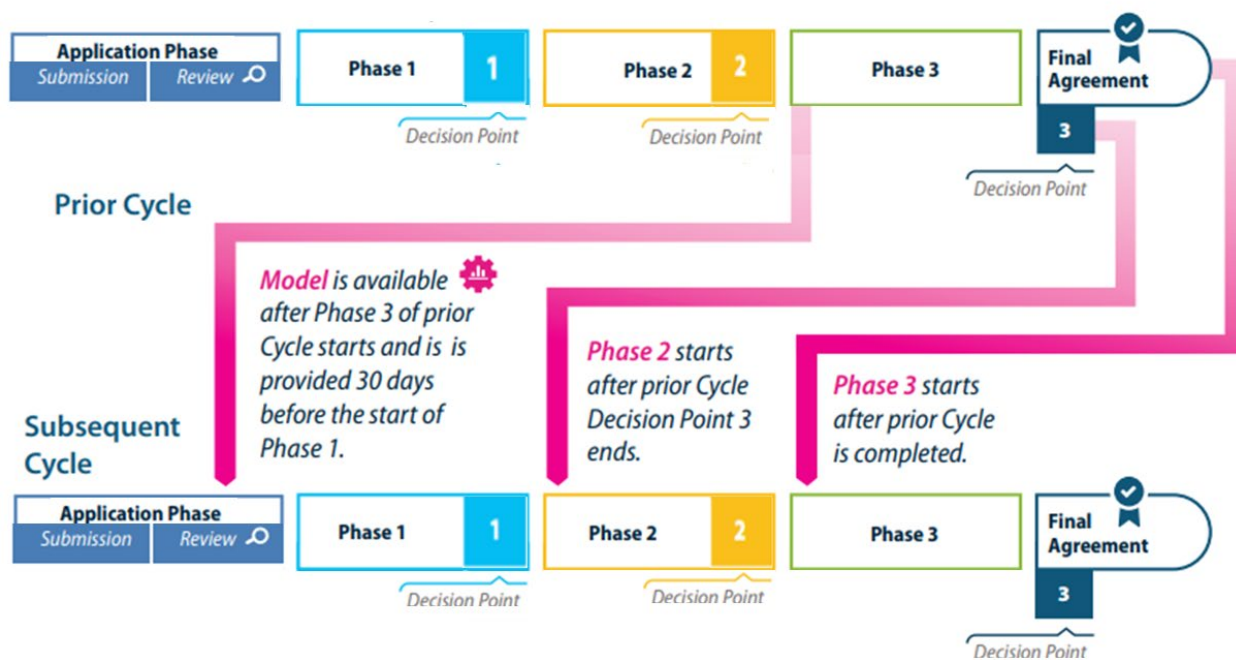 Application Phase
Submission
Review
Phase 1
1
Phase 2
2
Phase 3
Final
Agreement
3
Decision Point
Decision Point
Decision Point
Prior Cycle
Model is available
after Phase 3 of prior
Cycle starts and is is
provided 30 days
before the start of
Phase 1.
Phase 2 starts
after prior Cycle
Decision Point 3
ends.
Phase 3 starts
after prior Cycle
is completed.
Subsequent
Cycle
Application Phase
Submission
Review
Phase 1
1
Phase 2
2
Phase 3
Final
Agreement
3
Decision Point
Decision Point
Decision Point